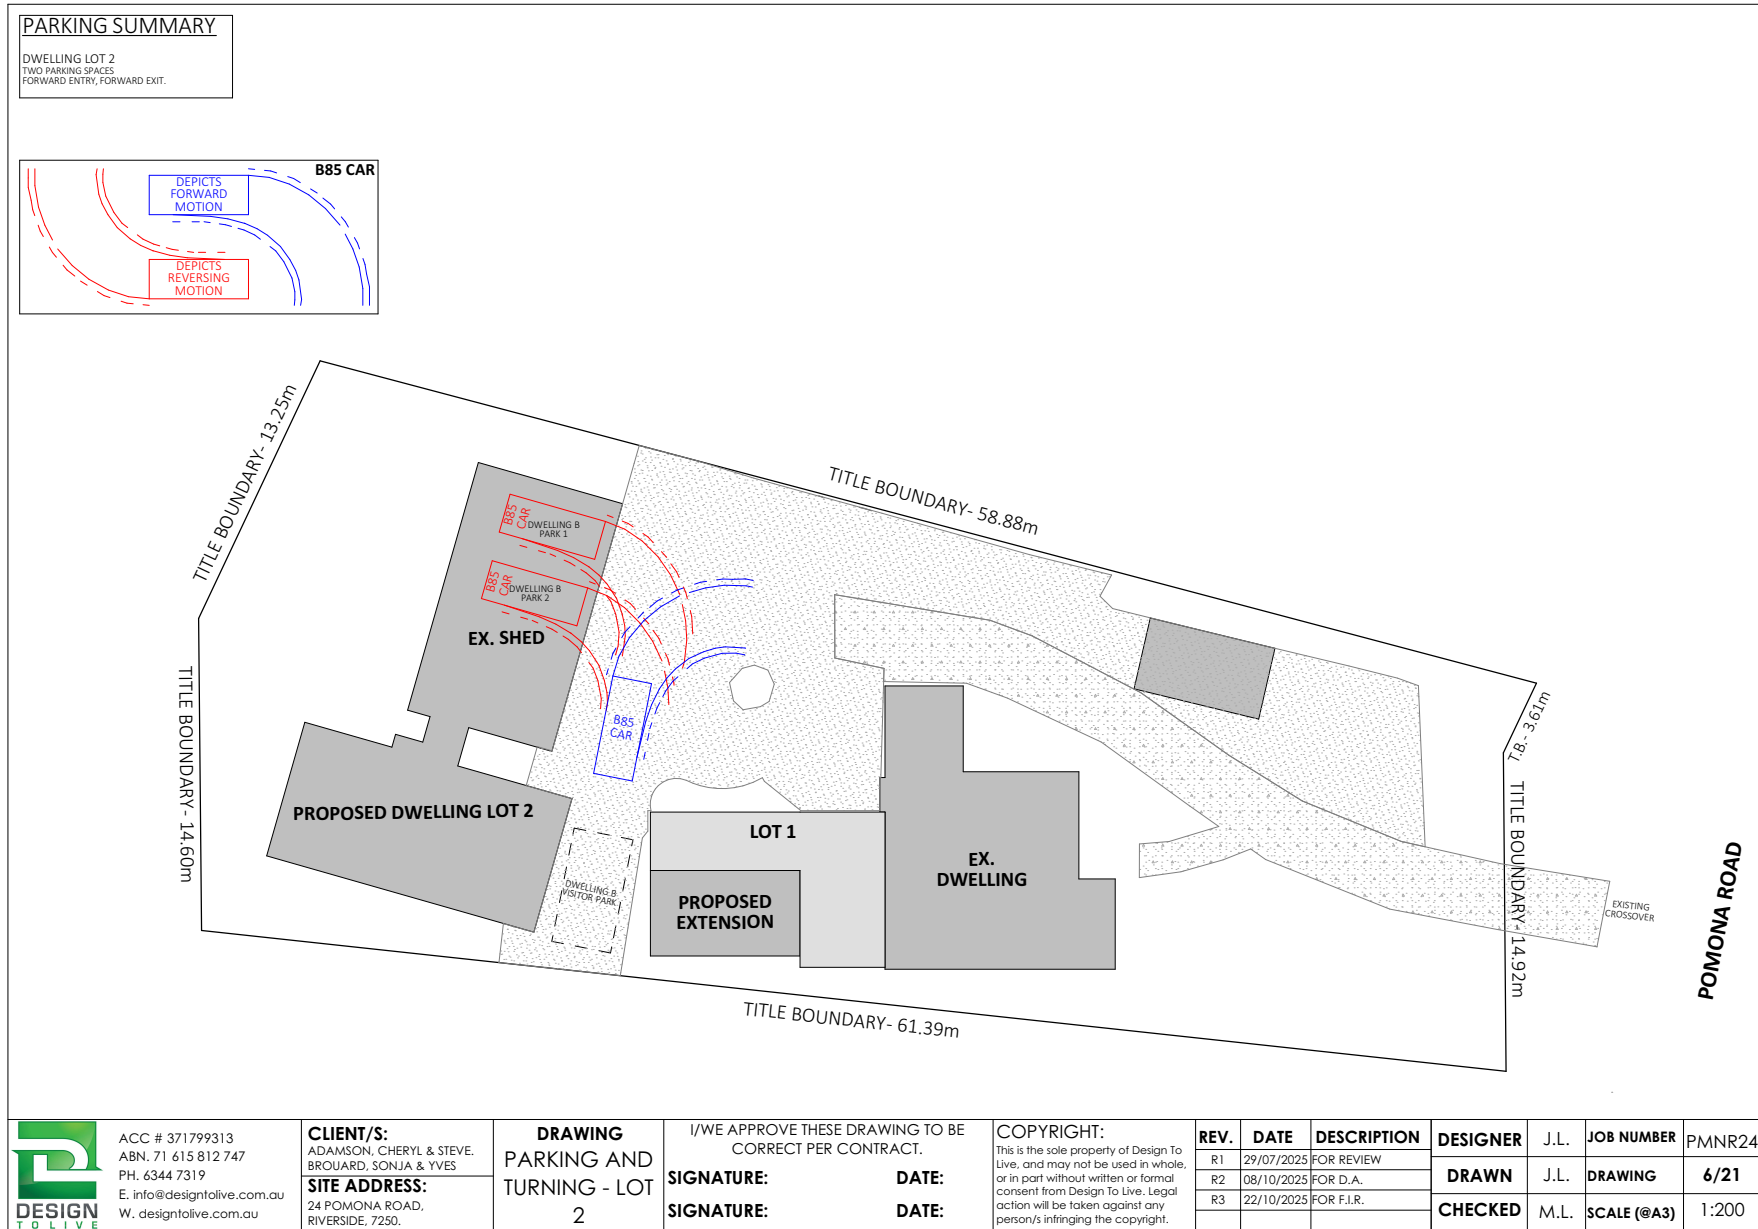 PARKING SUMMARY
DWELLING LOT 2
TWO PARKING SPACES
FORWARD ENTRY, FORWARD EXIT.
B85 CAR
DEPICTS
FORWARD
MOTION
DEPICTS
REVERSING
MOTION
TITLE BOUNDARY- 13.25m
TITLE BOUNDARY- 58.88m
B85
CAR
DWELLING B
PARK 1
B85
CAR
DWELLING B
PARK 2
EX. SHED
TITLE BOUNDARY- 14.60m
B85
CAR
T.B.- 3.61m
PROPOSED DWELLING LOT 2
LOT 1
EX.
DWELLING
TITLE BOUNDARY- 14.92m
DWELLING B
VISITOR PARK
PROPOSED
EXTENSION
EXISTING
CROSSOVER
POMONA ROAD
TITLE BOUNDARY- 61.39m
DESIGN
TO LIVE
ACC # 371799313
ABN. 71 615 812 747
PH. 6344 7319
E. info@designtolive.com.au
W. designtolive.com.au
CLIENT/S:
ADAMSON, CHERYL & STEVE.
BROUARD, SONJA & YVES
SITE ADDRESS:
24 POMONA ROAD,
RIVERSIDE, 7250.
DRAWING
PARKING AND
TURNING - LOT
2
I/WE APPROVE THESE DRAWING TO BE
CORRECT PER CONTRACT.
SIGNATURE: DATE:
SIGNATURE: DATE:
COPYRIGHT:
This is the sole property of Design To
Live, and may not be used in whole,
or in part without written or formal
consent from Design To Live. Legal
action will be taken against any
person/s infringing the copyright.
REV. DATE DESCRIPTION
R1 29/07/2025 FOR REVIEW
R2 08/10/2025 FOR D.A.
R3 22/10/2025 FOR F.I.R.
DESIGNER J.L. JOB NUMBER PMNR24
DRAWN J.L. DRAWING 6/21
CHECKED M.L. SCALE (@A3) 1:200